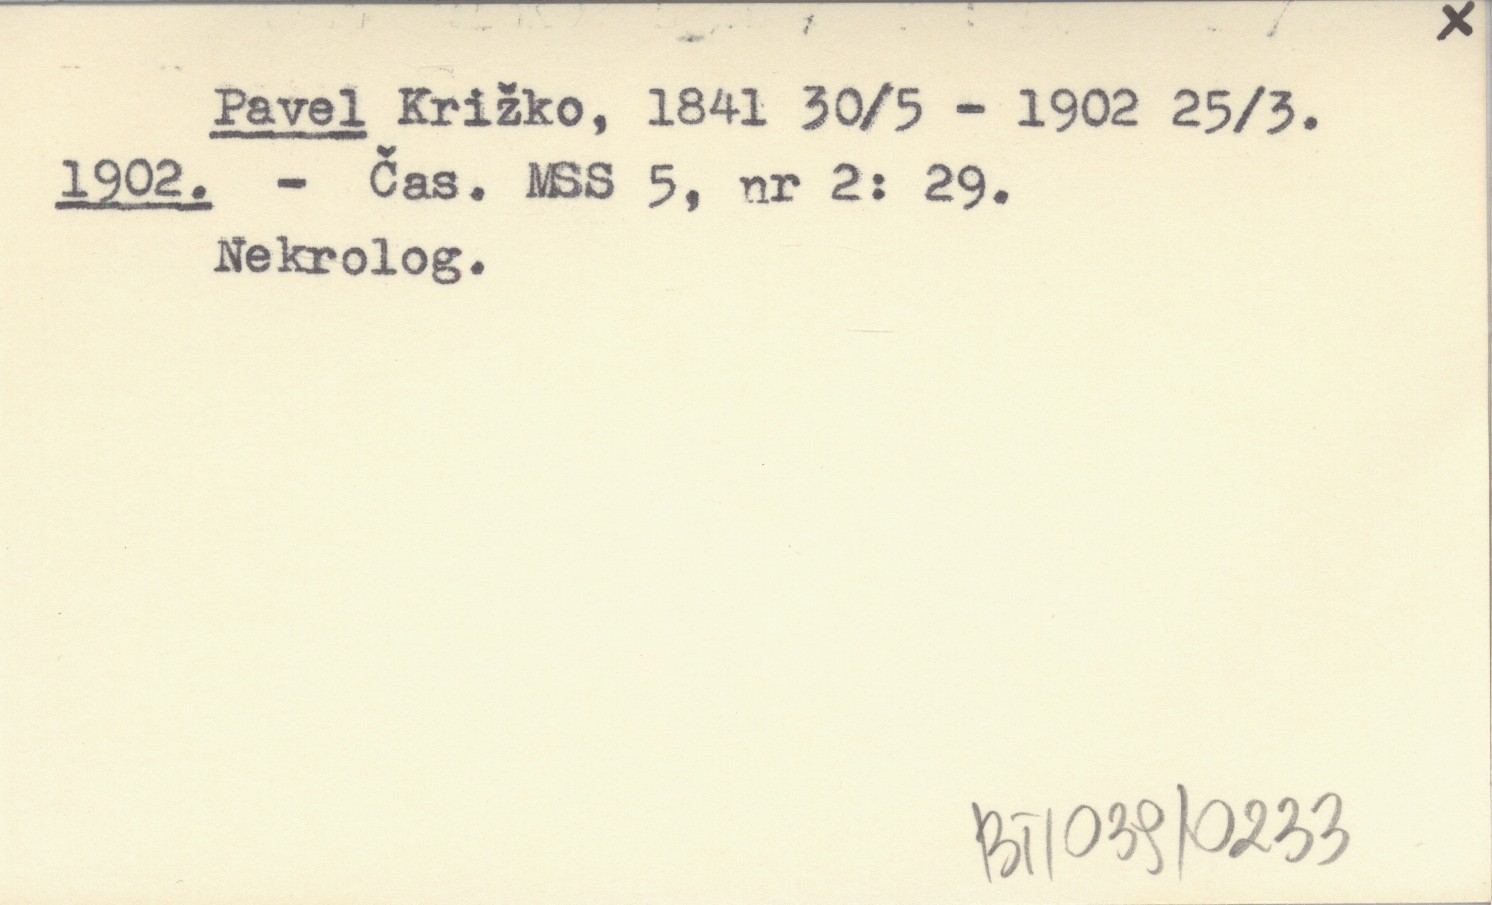 x
Pavel Križko, 1841 30/5 - 1902 25/3.
1902. - Čas. MSS 5, nr 2: 29.
Nekrolog.
BT/039/0233